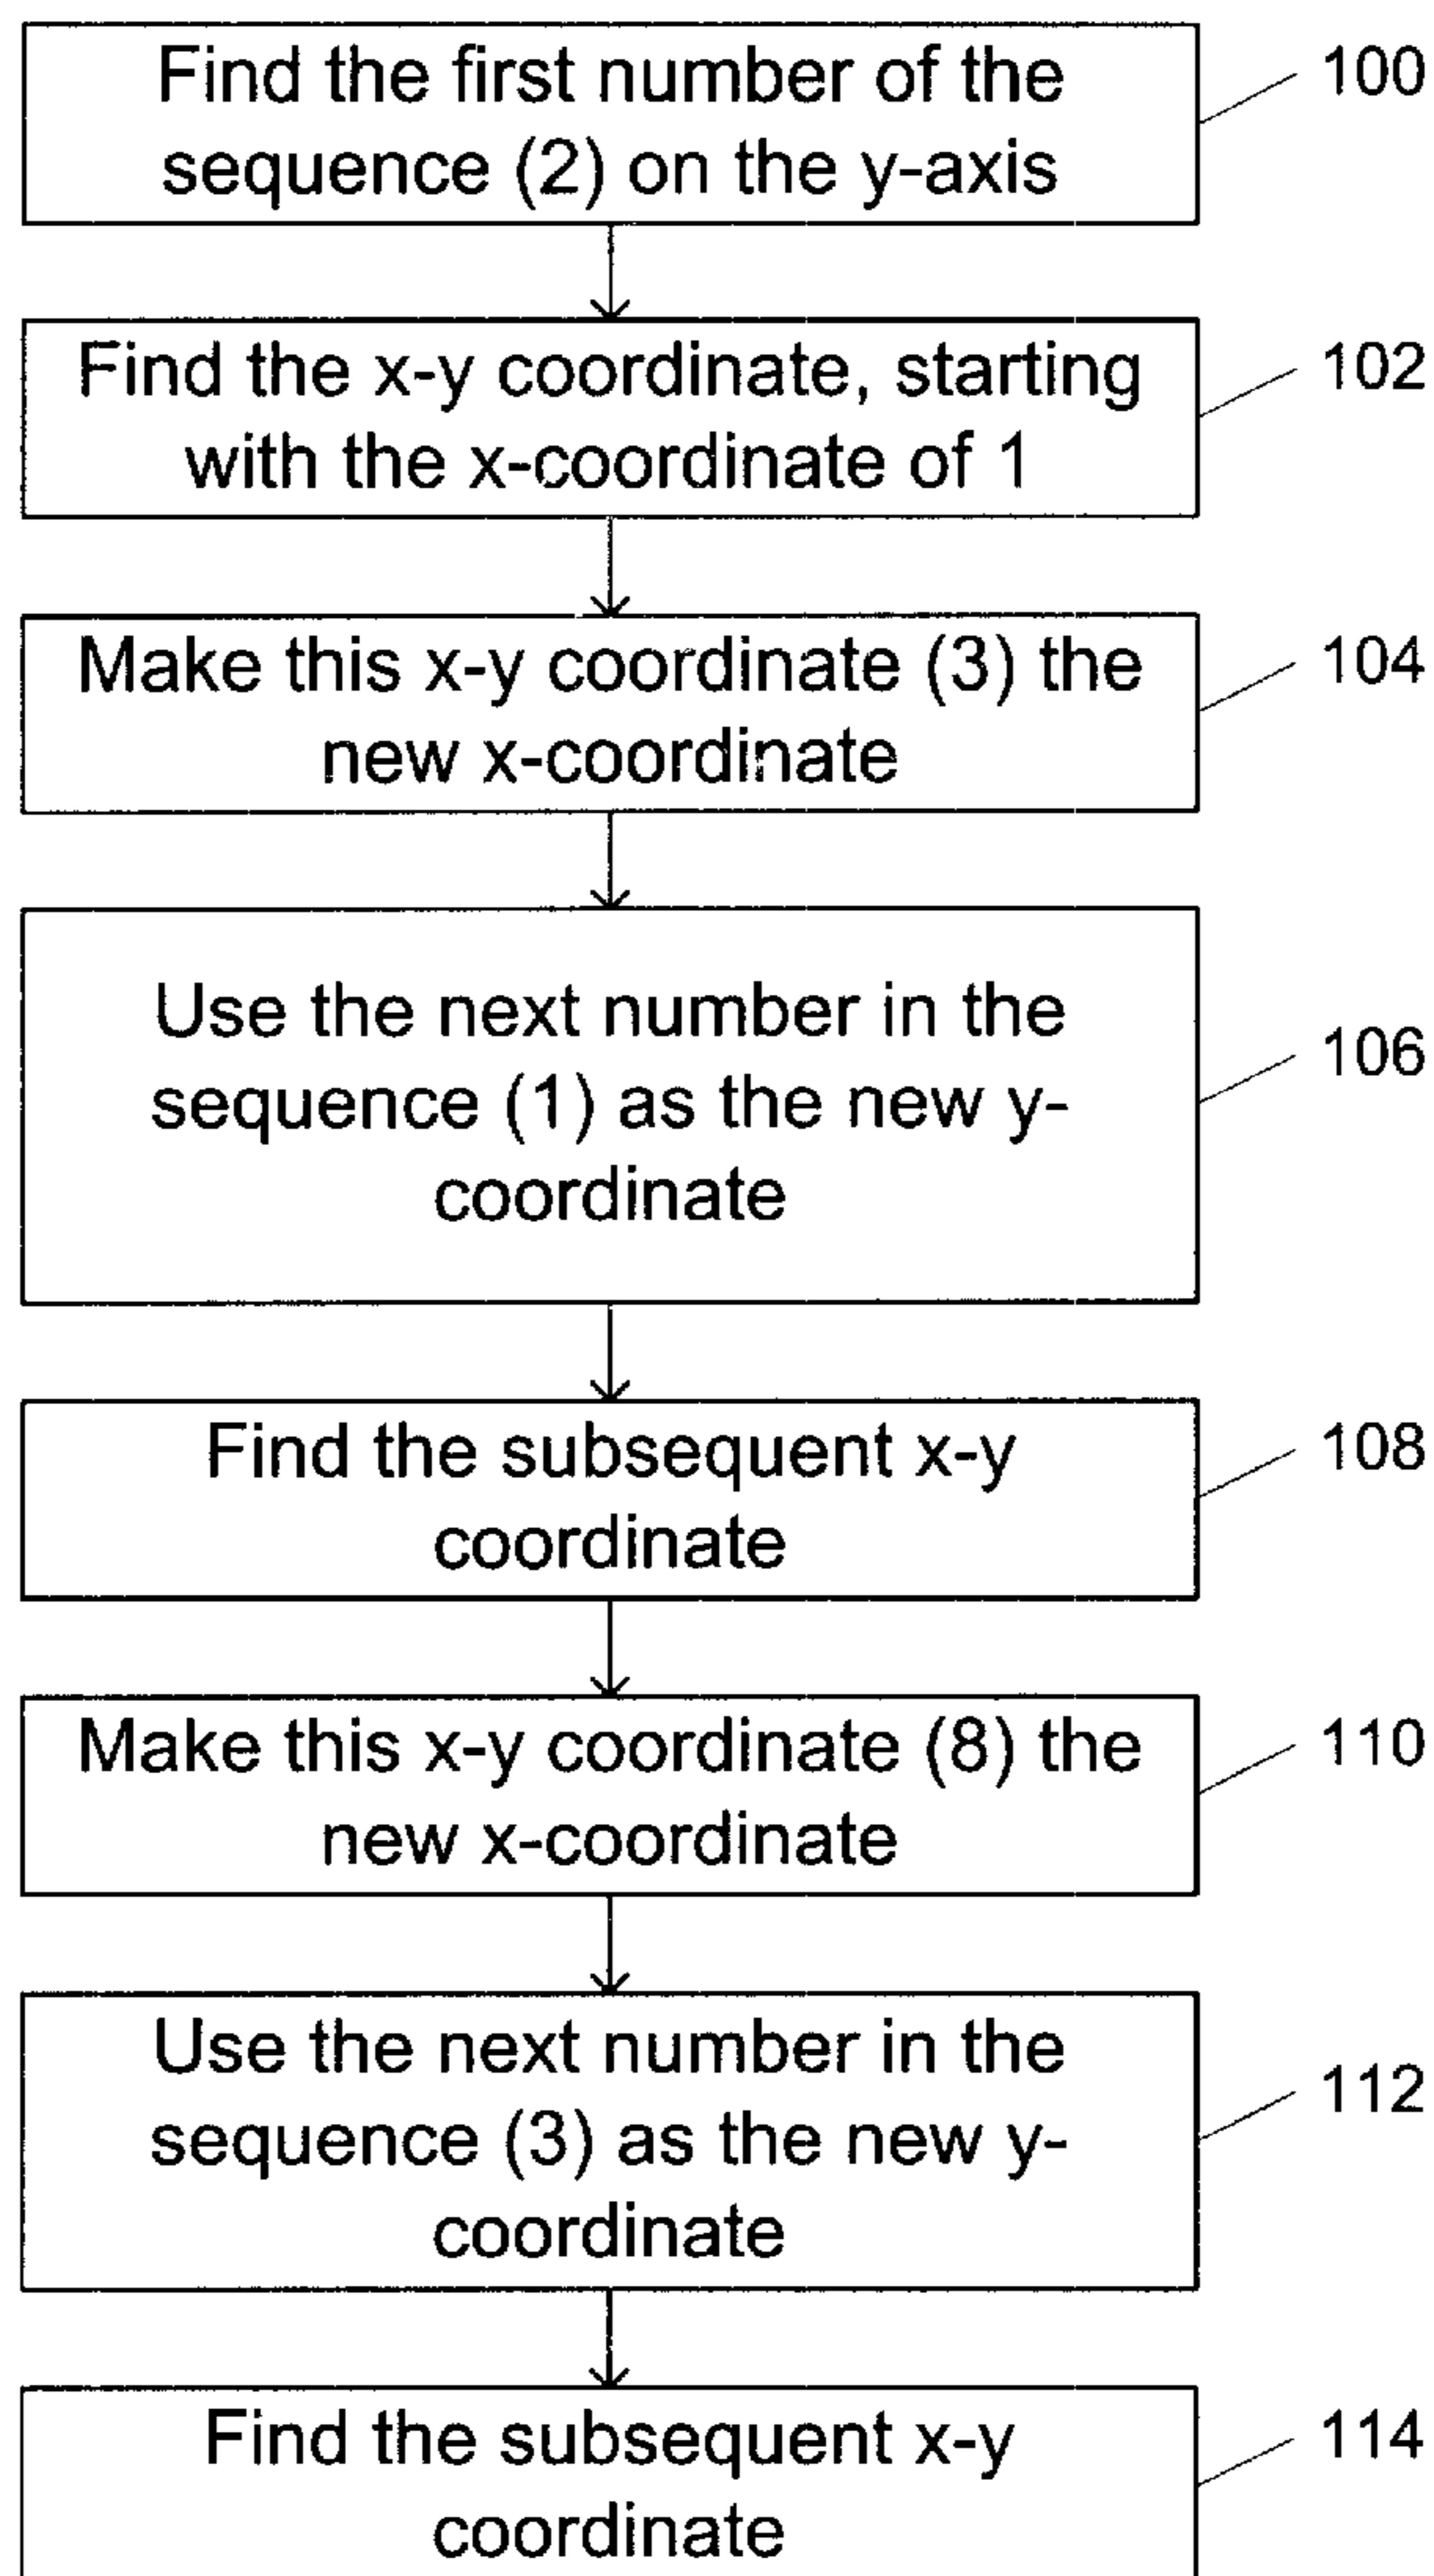 Find the first number of the
sequence (2) on the y-axis
100
Find the x-y coordinate, starting
with the x-coordinate of 1
102
Make this x-y coordinate (3) the
new x-coordinate
104
Use the next number in the
sequence (1) as the new y-
coordinate
106
Find the subsequent x-y
coordinate
108
Make this x-y coordinate (8) the
new x-coordinate
110
Use the next number in the
sequence (3) as the new y-
coordinate
112
Find the subsequent x-y
coordinate
114